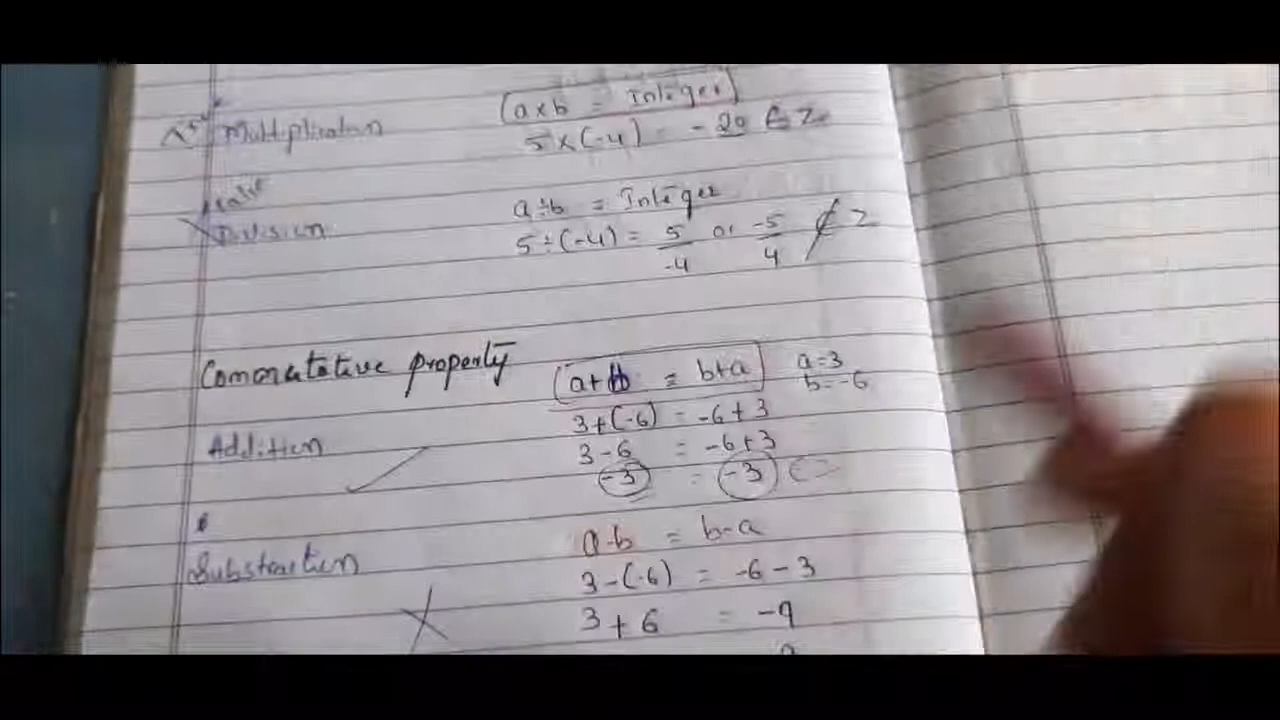 Multiplication (a×b = Integer)
5×(-4) = -20 ∈ Z
Division a÷b = Integer
5÷(-4) = 5/-4 or -5/4 ∉ Z
Commutative property (a+b = b+a) a=3
b=-6
3+(-6) = -6+3
Addition 3-6 = -6+3
-3 = -3
a-b = b-a
Substraction 3-(-6) = -6-3
3+6 = -9